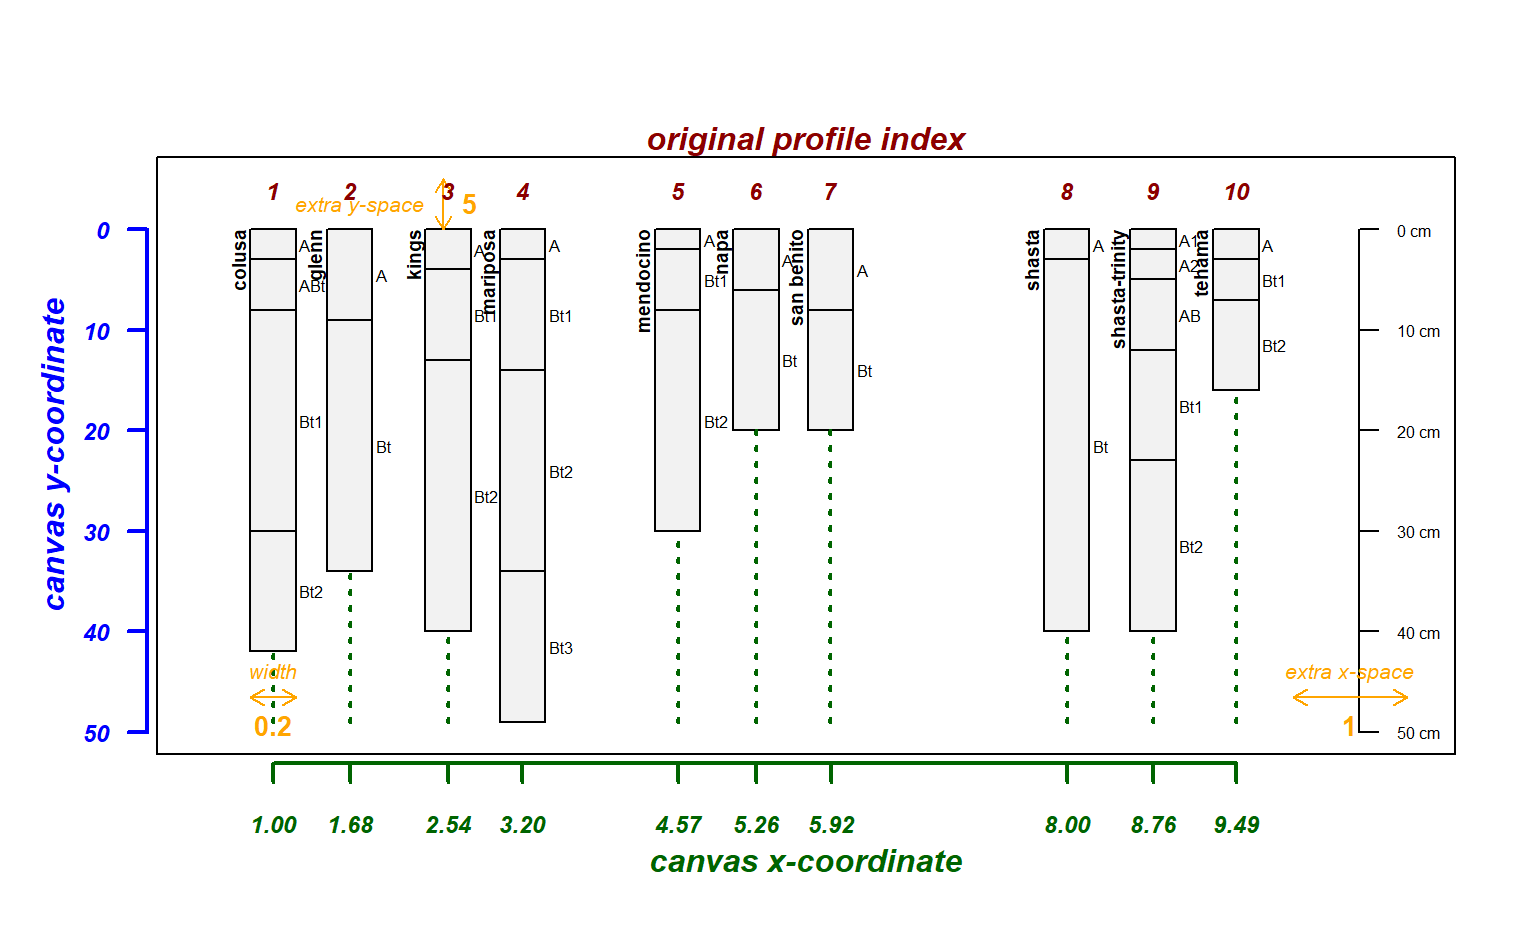 original profile index
1 2 3 4 5 6 7 8 9 10
extra y-space 5
canvas y-coordinate
0
10
20
30
40
50
colusa
A
ABt
Bt1
Bt2
glenn
A
Bt
kings
A
Bt1
Bt2
mariposa
A
Bt1
Bt2
Bt3
mendocino
A
Bt1
Bt2
napa
A
Bt
san benito
A
Bt
shasta
A
Bt
shasta-trinity
A1
A2
AB
Bt1
Bt2
tehama
A
Bt1
Bt2
0 cm
10 cm
20 cm
30 cm
40 cm
50 cm
width
0.2
extra x-space
1
1.00 1.68 2.54 3.20 4.57 5.26 5.92 8.00 8.76 9.49
canvas x-coordinate